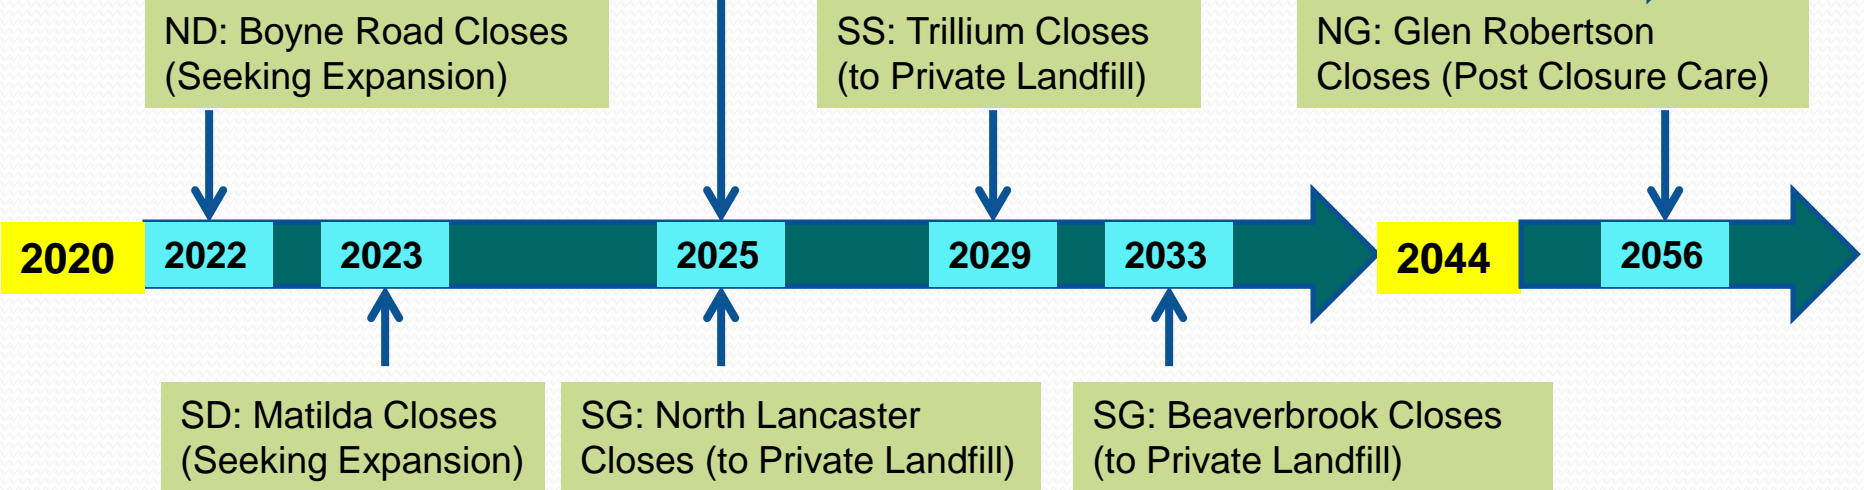 ND: Boyne Road Closes
(Seeking Expansion)
SS: Trillium Closes
(to Private Landfill)
NG: Glen Robertson
Closes (Post Closure Care)
2020
2022
2023
2025
2029
2033
2044
2056
SD: Matilda Closes
(Seeking Expansion)
SG: North Lancaster
Closes (to Private Landfill)
SG: Beaverbrook Closes
(to Private Landfill)